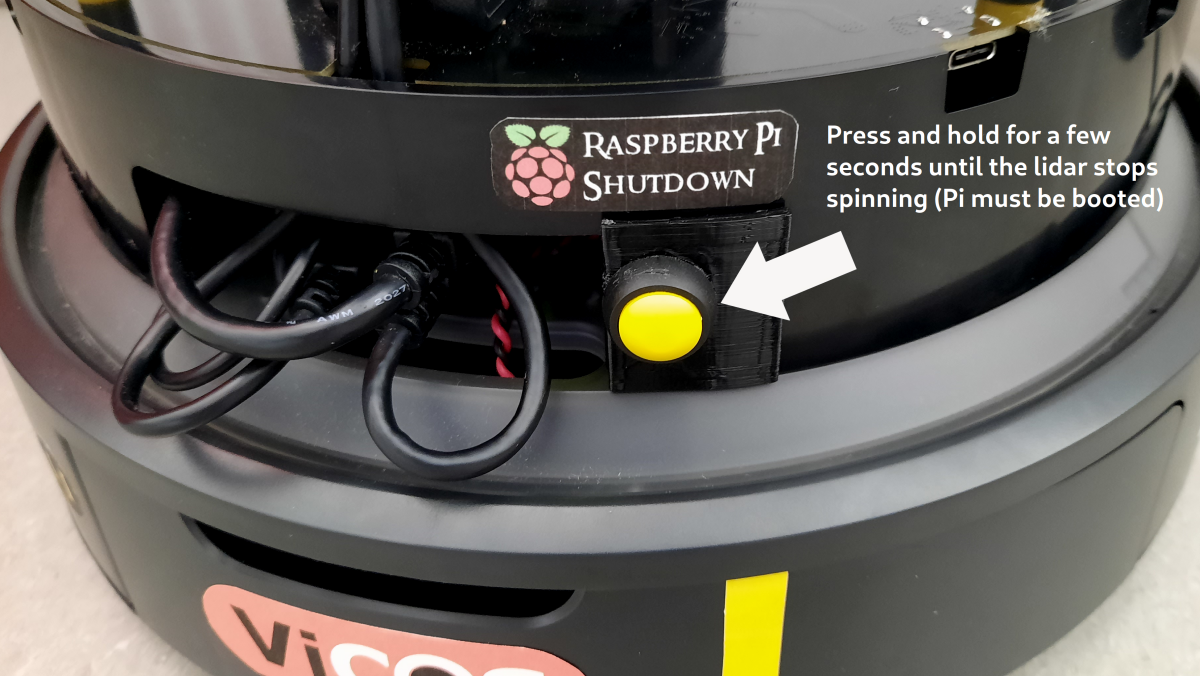 Raspberry Pi
Shutdown
Press and hold for a few
seconds until the lidar stops
spinning (Pi must be booted)
AWM 2027